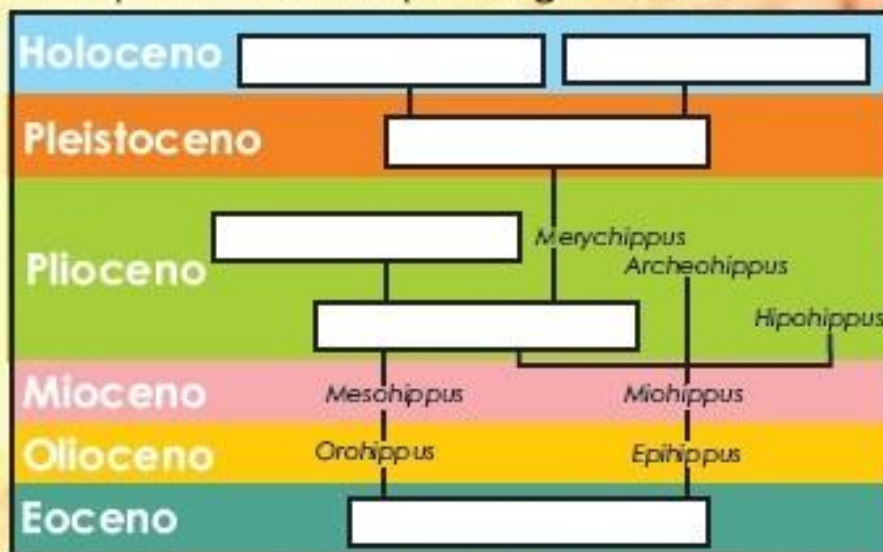 Holoceno
Pleistoceno
Merychippus
Archeohippus
Plioceno
Hipohippus
Mioceno Mesohippus Miohippus
Olioceno Orohippus Epihippus
Eoceno